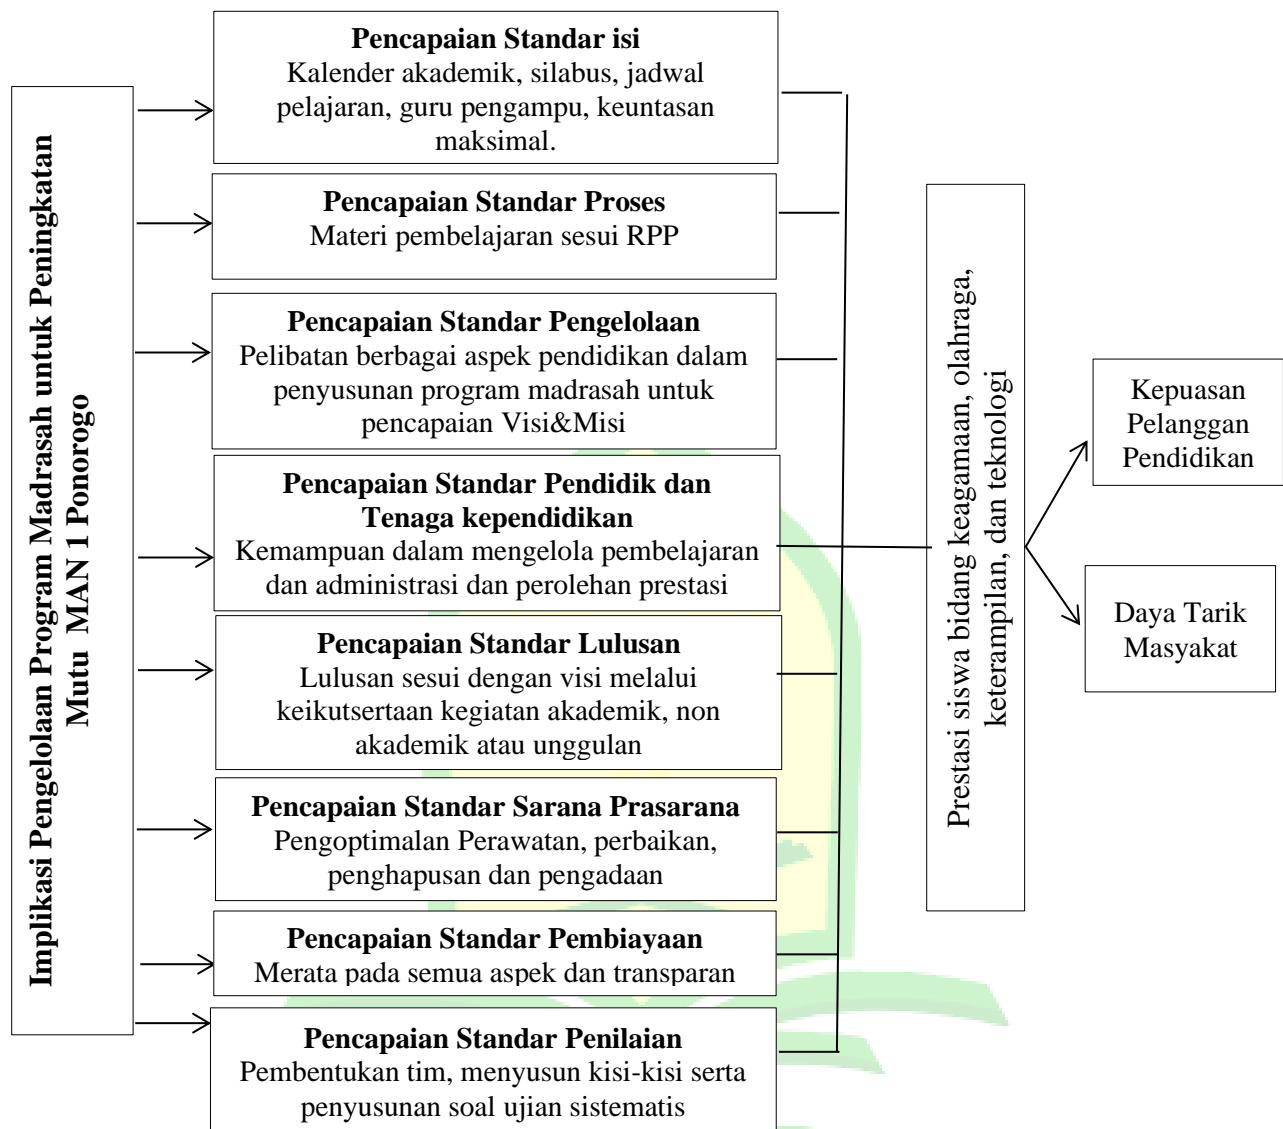 Implikasi Pengelolaan Program Madrasah untuk Peningkatan
Mutu MAN 1 Ponorogo
Pencapaian Standar isi
Kalender akademik, silabus, jadwal
pelajaran, guru pengampu, keuntasan
maksimal.
Pencapaian Standar Proses
Materi pembelajaran sesui RPP
Pencapaian Standar Pengelolaan
Pelibatan berbagai aspek pendidikan dalam
penyusunan program madrasah untuk
pencapaian Visi&Misi
Pencapaian Standar Pendidik dan
Tenaga kependidikan
Kemampuan dalam mengelola pembelajaran
dan administrasi dan perolehan prestasi
Pencapaian Standar Lulusan
Lulusan sesui dengan visi melalui
keikutsertaan kegiatan akademik, non
akademik atau unggulan
Pencapaian Standar Sarana Prasarana
Pengoptimalan Perawatan, perbaikan,
penghapusan dan pengadaan
Pencapaian Standar Pembiayaan
Merata pada semua aspek dan transparan
Pencapaian Standar Penilaian
Pembentukan tim, menyusun kisi-kisi serta
penyusunan soal ujian sistematis
Prestasi siswa bidang keagamaan, olahraga,
keterampilan, dan teknologi
Kepuasan
Pelanggan
Pendidikan
Daya Tarik
Masyakat